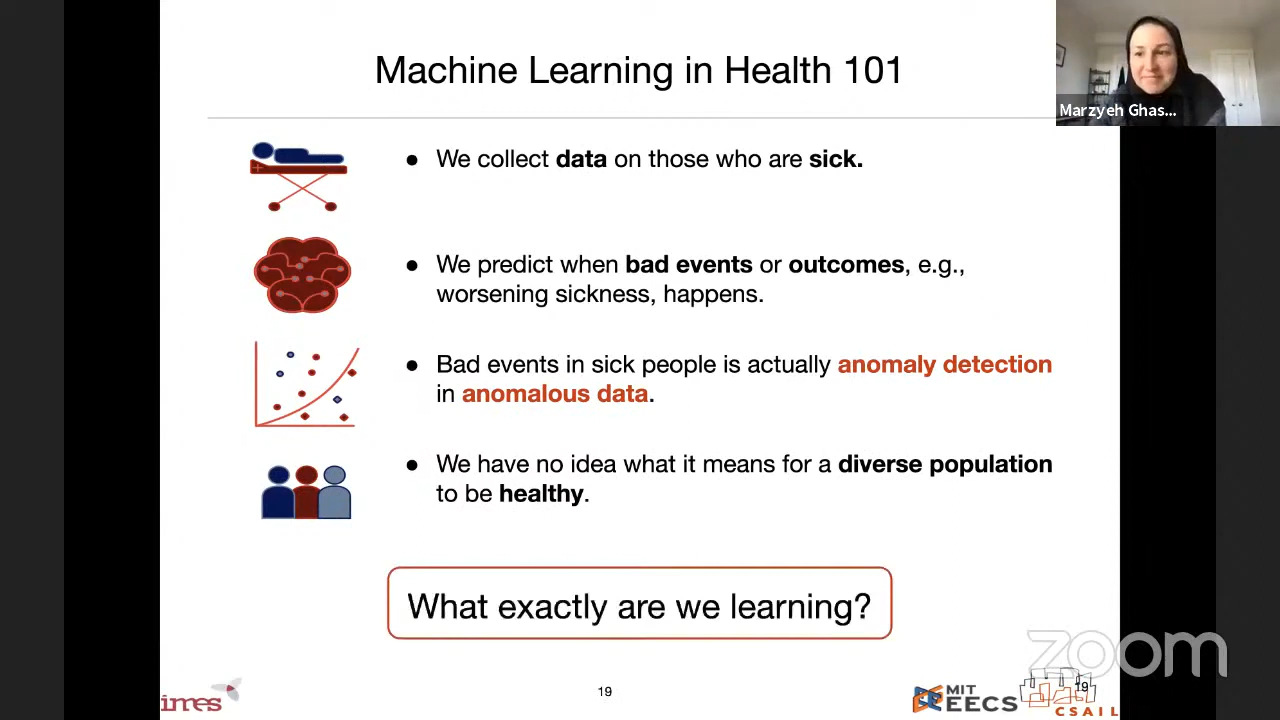 Machine Learning in Health 101
Marzyeh Ghas...
● We collect data on those who are sick.
● We predict when bad events or outcomes, e.g.,
worsening sickness, happens.
● Bad events in sick people is actually anomaly detection
in anomalous data.
● We have no idea what it means for a diverse population
to be healthy.
What exactly are we learning?
zoom
imes
19
MIT
EECS
19
CSAIL